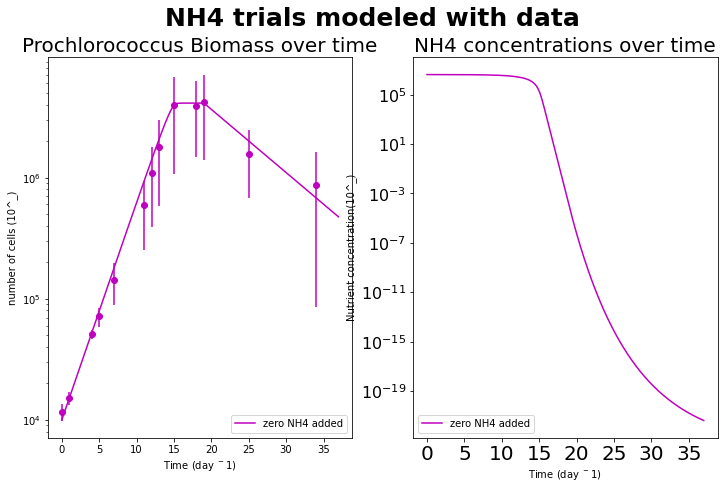 NH4 trials modeled with data
Prochlorococcus Biomass over time
NH4 concentrations over time
number of cells (10^_)
10^6
10^5
10^4
zero NH4 added
0 5 10 15 20 25 30 35
Time (day ^-1)
Nutrient concentration(10^_)
10^5
10^1
10^-3
10^-7
10^-11
10^-15
10^-19
zero NH4 added
0 5 10 15 20 25 30 35
Time (day ^-1)